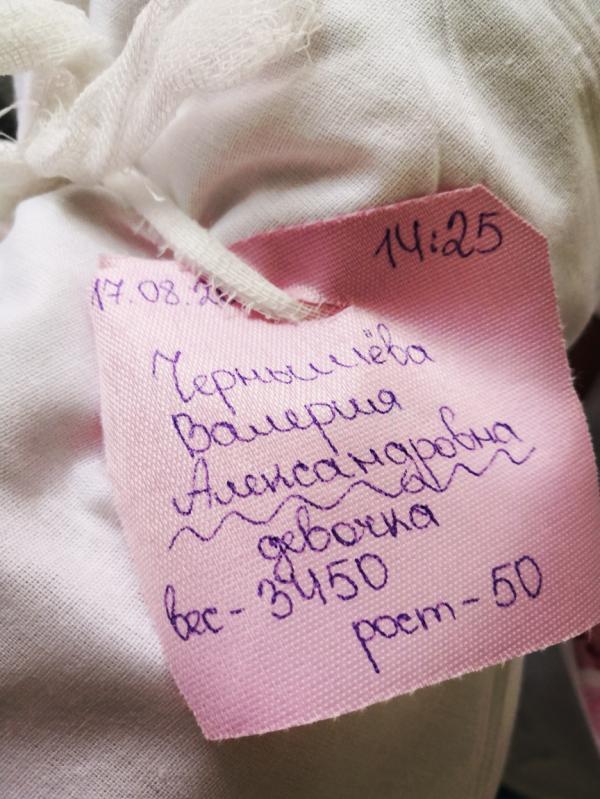 14:25
17.08.2
Чернышёва
Валерия
Александровна
девочка
вес - 3450
рост - 50